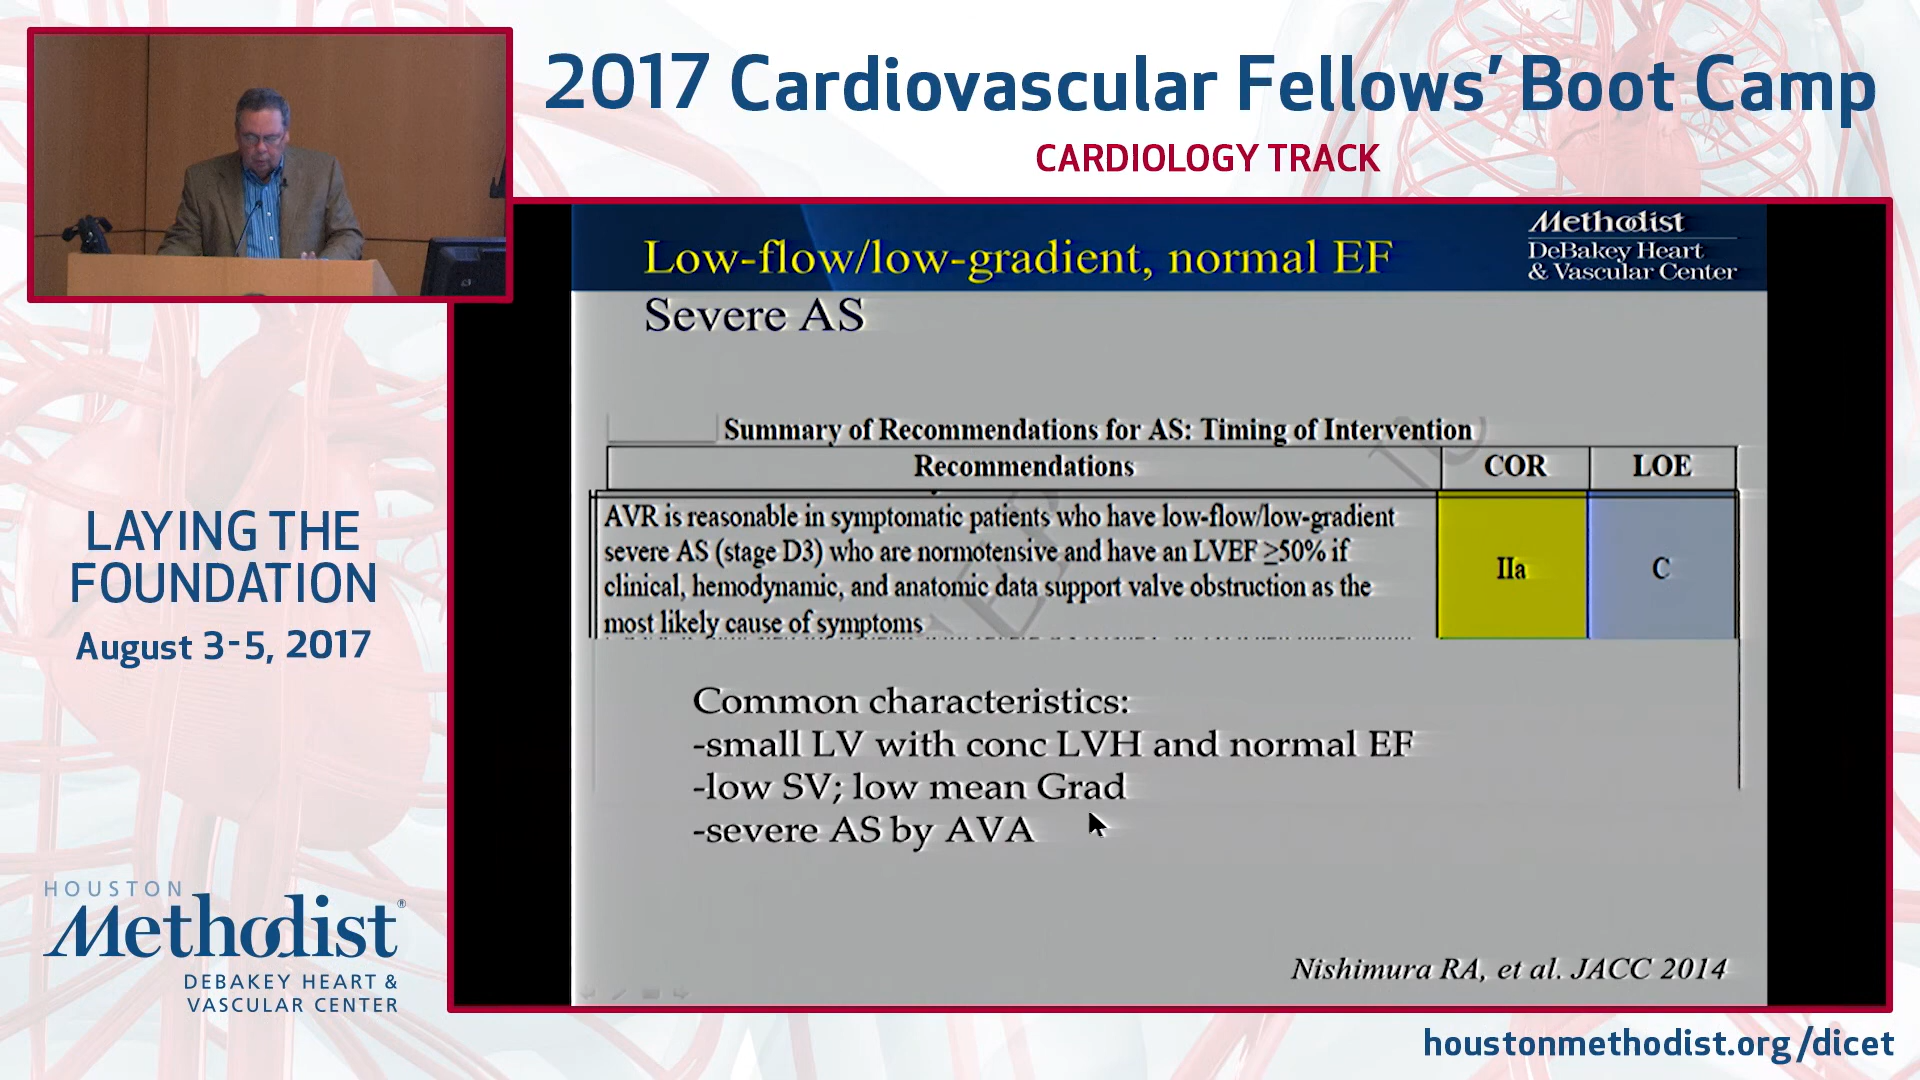 2017 Cardiovascular Fellows' Boot Camp
CARDIOLOGY TRACK
Low-flow/low-gradient, normal EF
Severe AS
Methodist
DeBakey Heart
& Vascular Center
Summary of Recommendations for AS: Timing of Intervention
Recommendations COR LOE
AVR is reasonable in symptomatic patients who have low-flow/low-gradient
severe AS (stage D3) who are normotensive and have an LVEF ≥50% if
clinical, hemodynamic, and anatomic data support valve obstruction as the
most likely cause of symptoms
IIa C
Common characteristics:
-small LV with conc LVH and normal EF
-low SV; low mean Grad
-severe AS by AVA
Nishimura RA, et al. JACC 2014
LAYING THE
FOUNDATION
August 3-5, 2017
HOUSTON
Methodist®
DEBAKEY HEART &
VASCULAR CENTER
houstonmethodist.org/dicet